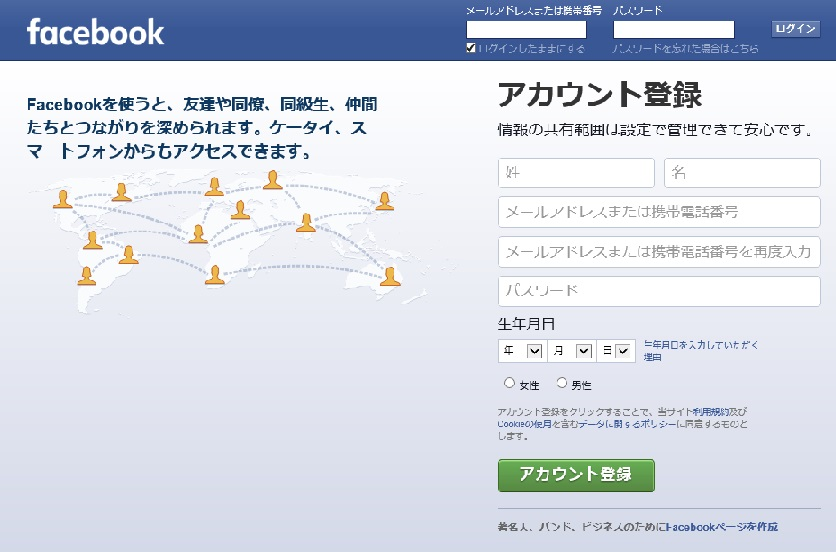 facebook
メールアドレスまたは携帯番号
パスワード
ログイン
ログインしたままにする
パスワードを忘れた場合はこちら
Facebookを使うと、友達や同僚、同級生、仲間
たちとつながりを深められます。ケータイ、ス
マートフォンからもアクセスできます。
アカウント登録
情報の共有範囲は設定で管理できて安心です。
姓
名
メールアドレスまたは携帯電話番号
メールアドレスまたは携帯電話番号を再度入力
パスワード
生年月日
年
月
日
生年月日を入力していただく
理由
女性
男性
アカウント登録をクリックすることで、当サイト利用規約及び
Cookieの使用を含むデータに関するポリシーに同意するものと
します。
アカウント登録
著名人、バンド、ビジネスのためにFacebookページを作成